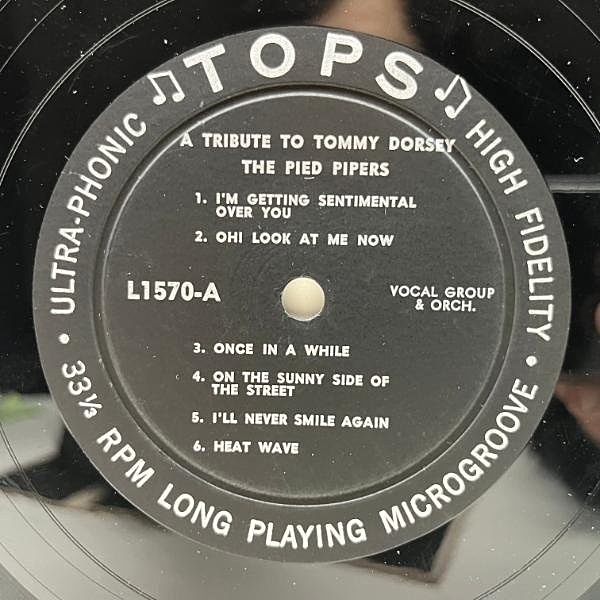 TOPS
ULTRA-PHONIC
HIGH FIDELITY
A TRIBUTE TO TOMMY DORSEY
THE PIED PIPERS
1. I'M GETTING SENTIMENTAL
OVER YOU
2. OH! LOOK AT ME NOW
L1570-A
VOCAL GROUP
& ORCH.
3. ONCE IN A WHILE
4. ON THE SUNNY SIDE OF
THE STREET
5. I'LL NEVER SMILE AGAIN
6. HEAT WAVE
33⅓ RPM LONG PLAYING MICROGROOVE